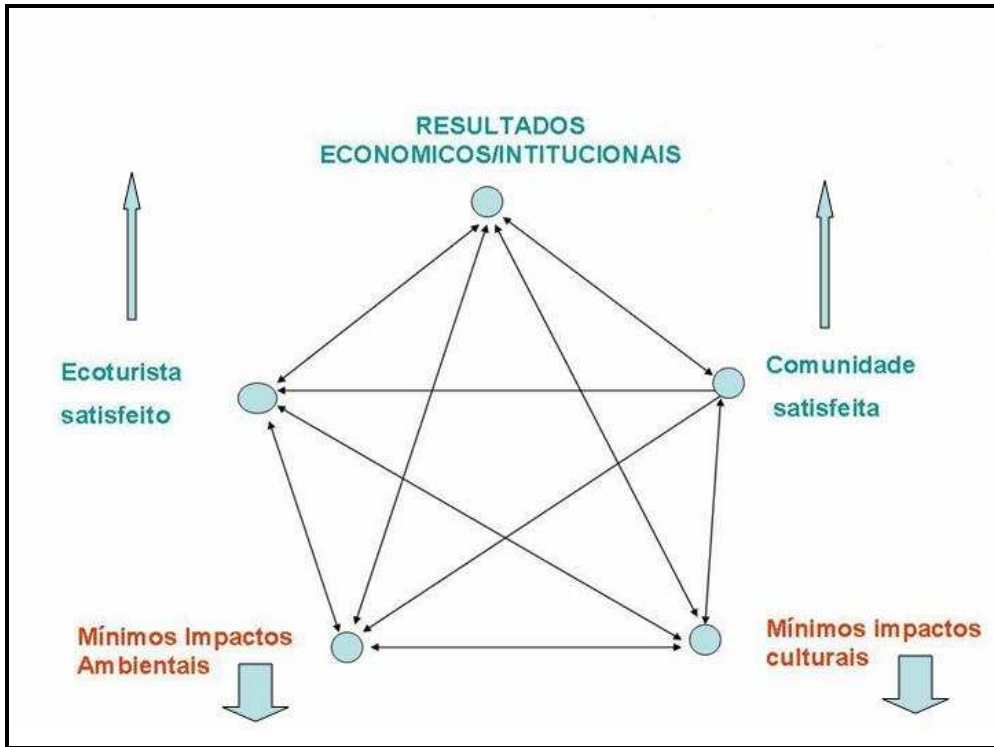 RESULTADOS
ECONOMICOS/INTITUCIONAIS
Ecoturista
satisfeito
Comunidade
satisfeita
Mínimos Impactos
Ambientais
Mínimos impactos
culturais